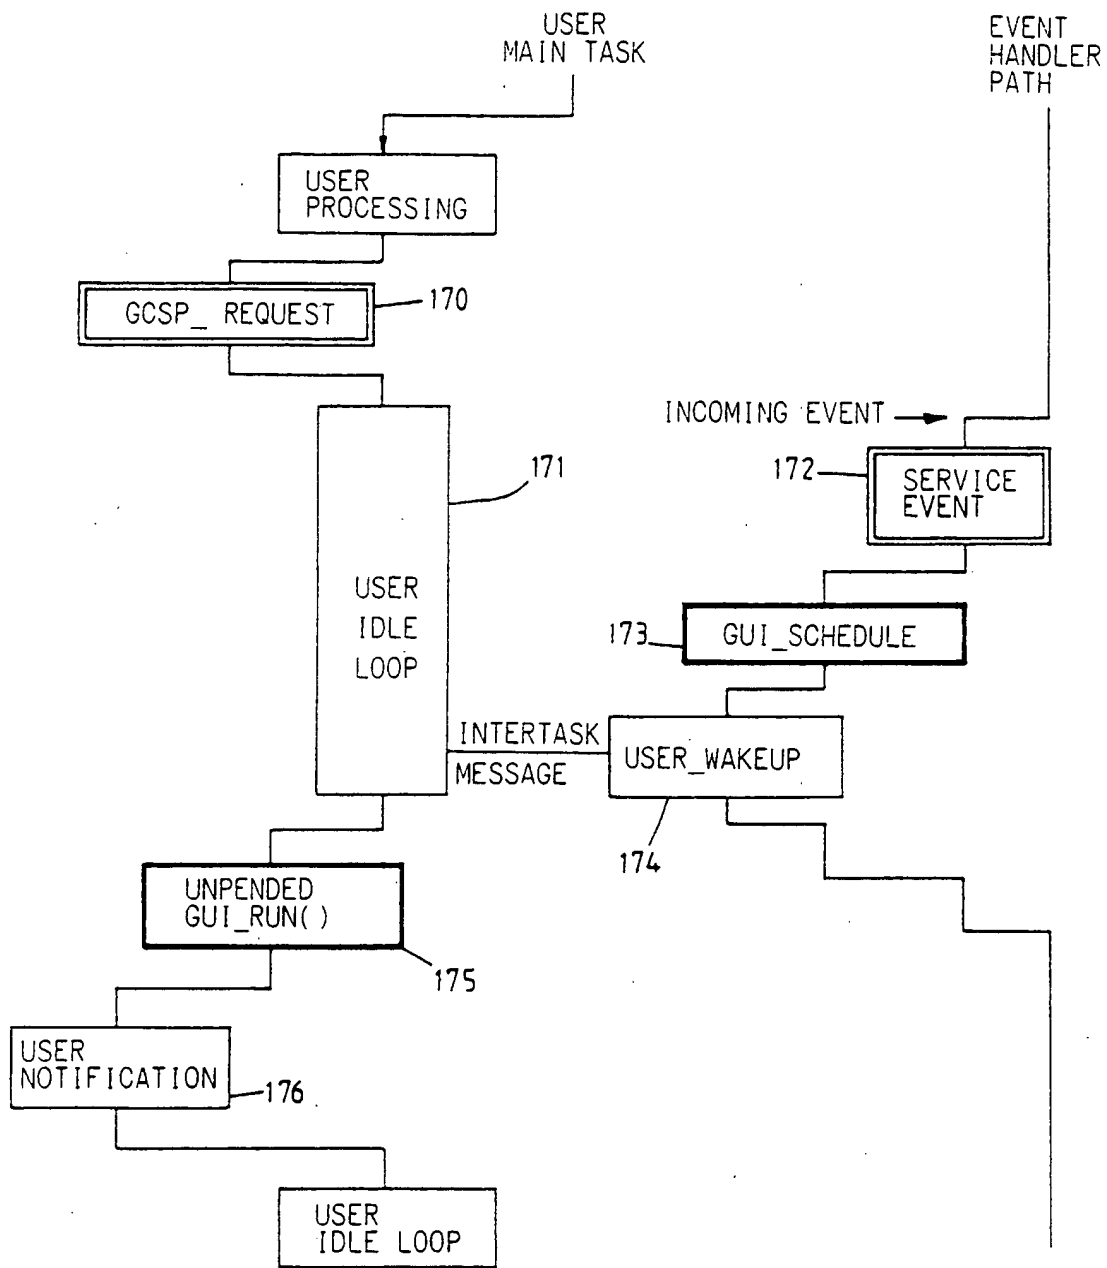 USER
MAIN TASK
EVENT
HANDLER
PATH
USER
PROCESSING
GCSP_ REQUEST
170
INCOMING EVENT
171
172
SERVICE
EVENT
USER
IDLE
LOOP
173
GUI_SCHEDULE
INTERTASK
MESSAGE
USER_WAKEUP
174
UNPENDED
GUI_RUN( )
175
USER
NOTIFICATION
176
USER
IDLE LOOP